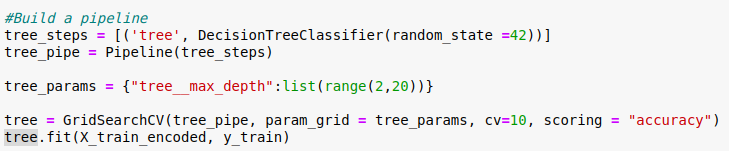 #Build a pipeline
tree_steps = [('tree', DecisionTreeClassifier(random_state =42))]
tree_pipe = Pipeline(tree_steps)
tree_params = {"tree__max_depth":list(range(2,20))}
tree = GridSearchCV(tree_pipe, param_grid = tree_params, cv=10, scoring = "accuracy")
tree.fit(X_train_encoded, y_train)